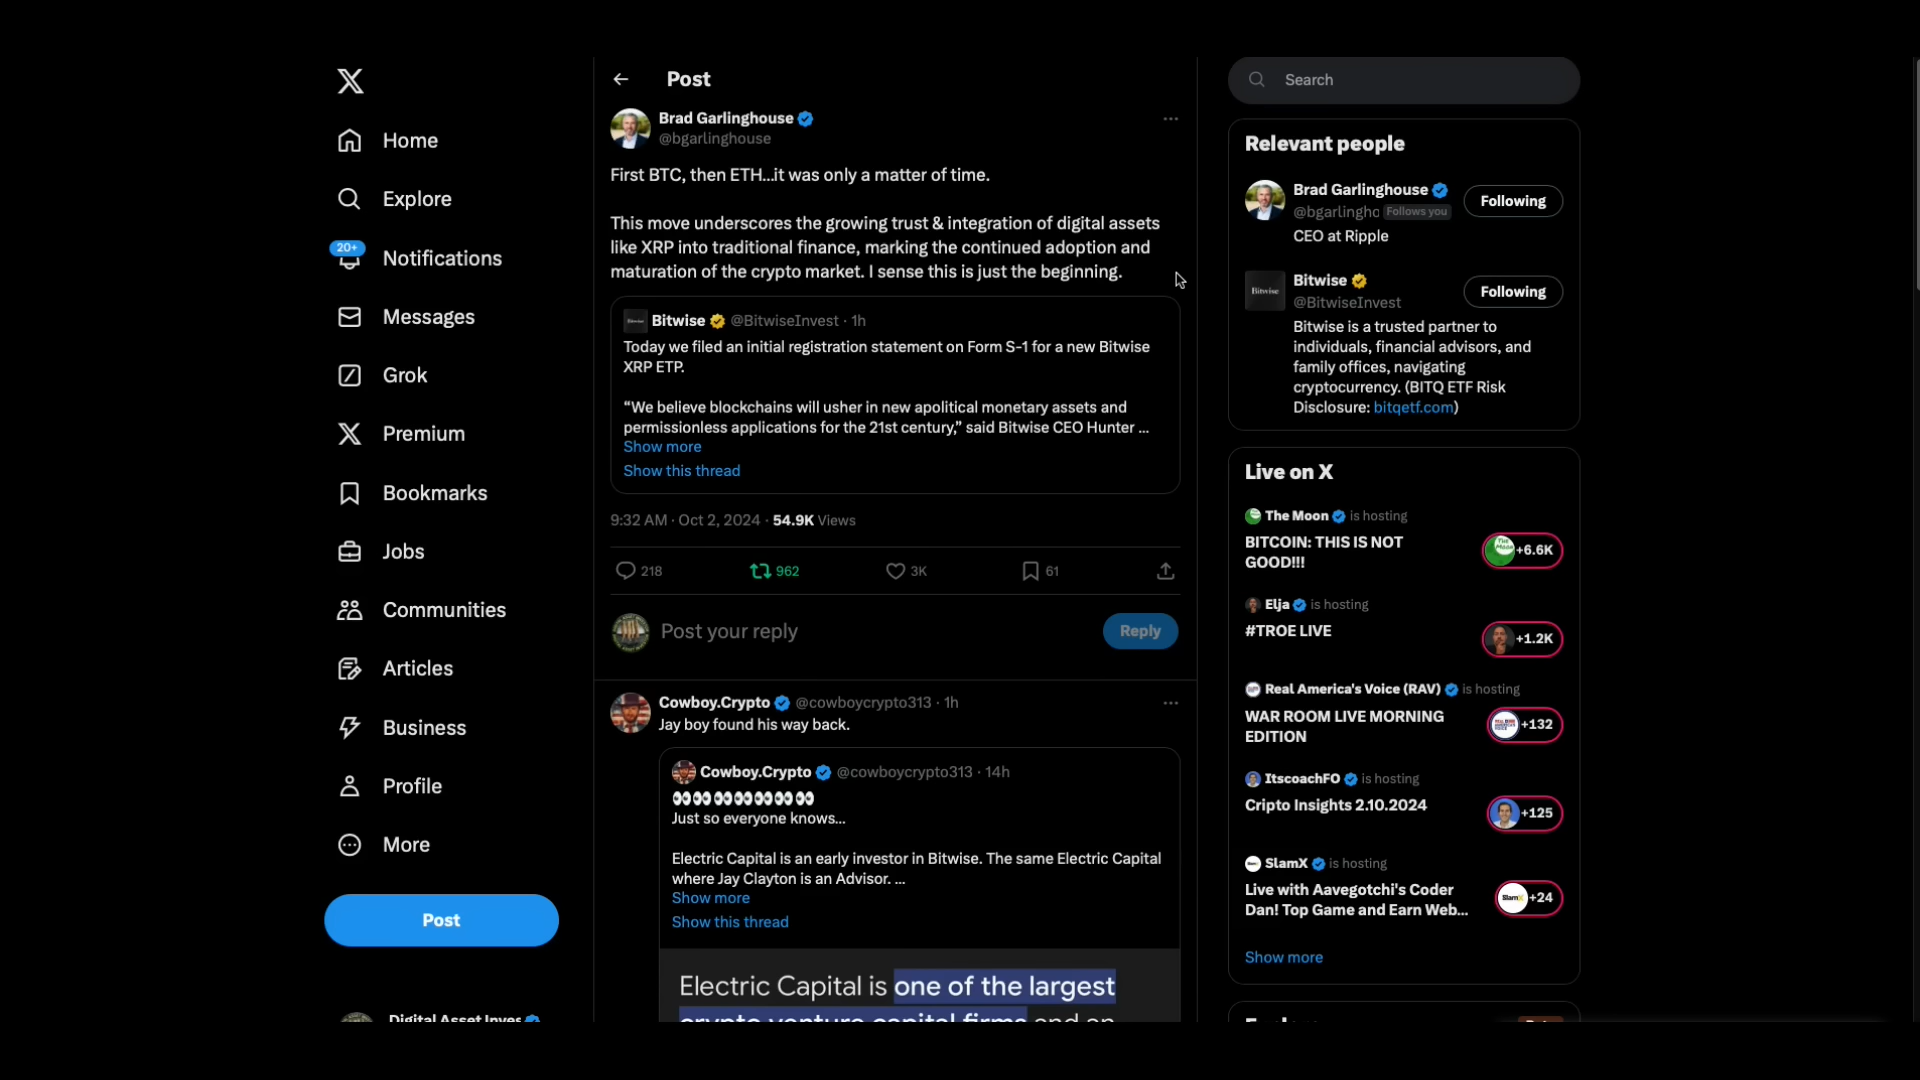 Home
Explore
20+
Notifications
Messages
Grok
Premium
Bookmarks
Jobs
Communities
Articles
Business
Profile
More
Post
Digital Asset Inves
Post
Brad Garlinghouse
@bgarlinghouse
First BTC, then ETH...it was only a matter of time.
This move underscores the growing trust & integration of digital assets
like XRP into traditional finance, marking the continued adoption and
maturation of the crypto market. I sense this is just the beginning.
Bitwise @BitwiseInvest · 1h
Today we filed an initial registration statement on Form S-1 for a new Bitwise
XRP ETP.
“We believe blockchains will usher in new apolitical monetary assets and
permissionless applications for the 21st century,” said Bitwise CEO Hunter ...
Show more
Show this thread
9:32 AM · Oct 2, 2024 · 54.9K Views
218 962 3K 61
Post your reply
Reply
Cowboy.Crypto @cowboycrypto313 · 1h
Jay boy found his way back.
Cowboy.Crypto @cowboycrypto313 · 14h
👀👀👀👀👀👀👀
Just so everyone knows...
Electric Capital is an early investor in Bitwise. The same Electric Capital
where Jay Clayton is an Advisor. ...
Show more
Show this thread
Electric Capital is one of the largest
crypto venture capital firms and an
Search
Relevant people
Brad Garlinghouse
@bgarlingho Follows you
Following
CEO at Ripple
Bitwise
Bitwise
@BitwiseInvest
Following
Bitwise is a trusted partner to
individuals, financial advisors, and
family offices, navigating
cryptocurrency. (BITQ ETF Risk
Disclosure: bitqetf.com)
Live on X
The Moon is hosting
BITCOIN: THIS IS NOT
GOOD!!!
+6.6K
Elja is hosting
#TROE LIVE
+1.2K
Real America's Voice (RAV) is hosting
WAR ROOM LIVE MORNING
EDITION
+132
ItscoachFO is hosting
Cripto Insights 2.10.2024
+125
SlamX is hosting
Live with Aavegotchi's Coder
Dan! Top Game and Earn Web...
+24
Show more